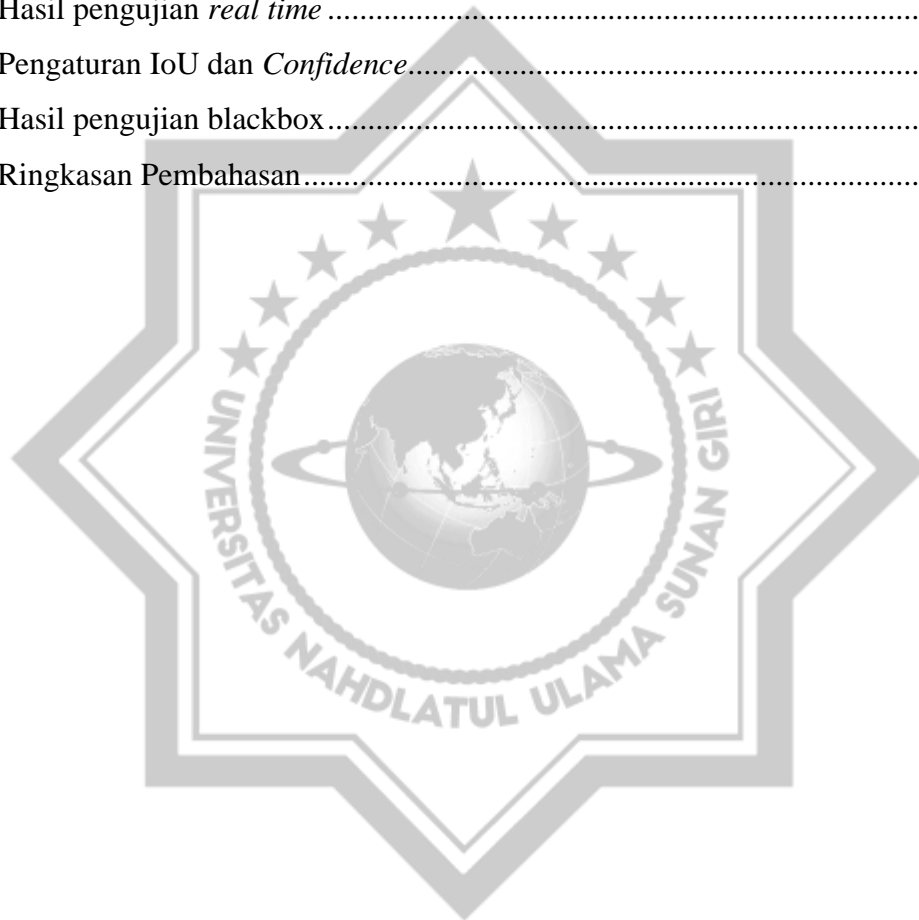 Hasil pengujian real time ..........................................................................
Pengaturan IoU dan Confidence................................................................
Hasil pengujian blackbox..........................................................................
Ringkasan Pembahasan.............................................................................
UNIVERSITAS NAHDLATUL ULAMA SUNAN GIRI